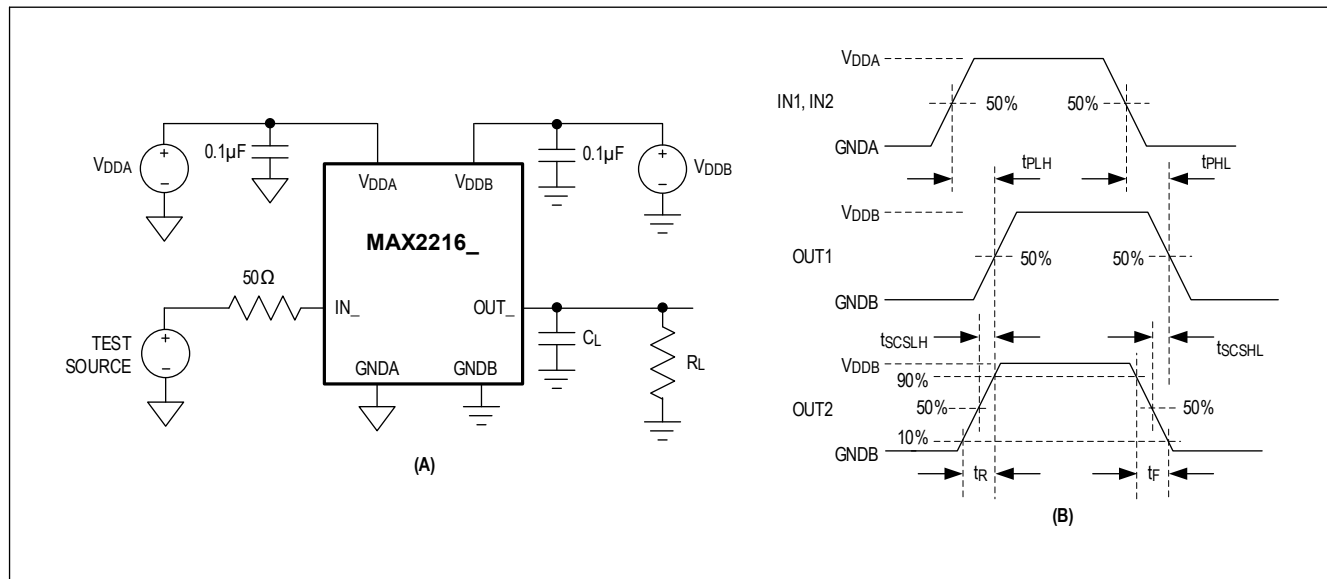 VDDA
0.1µF
0.1µF
VDDB
VDDA
VDDB
MAX2216_
50Ω
IN_
OUT_
TEST
SOURCE
CL
RL
GNDA
GNDB
(A)
VDDA
IN1, IN2
50%
50%
GNDA
tPLH
tPHL
VDDB
OUT1
50%
50%
GNDB
tSCSLH
tSCSHL
VDDB
90%
50%
50%
OUT2
10%
GNDB
tR
tF
(B)